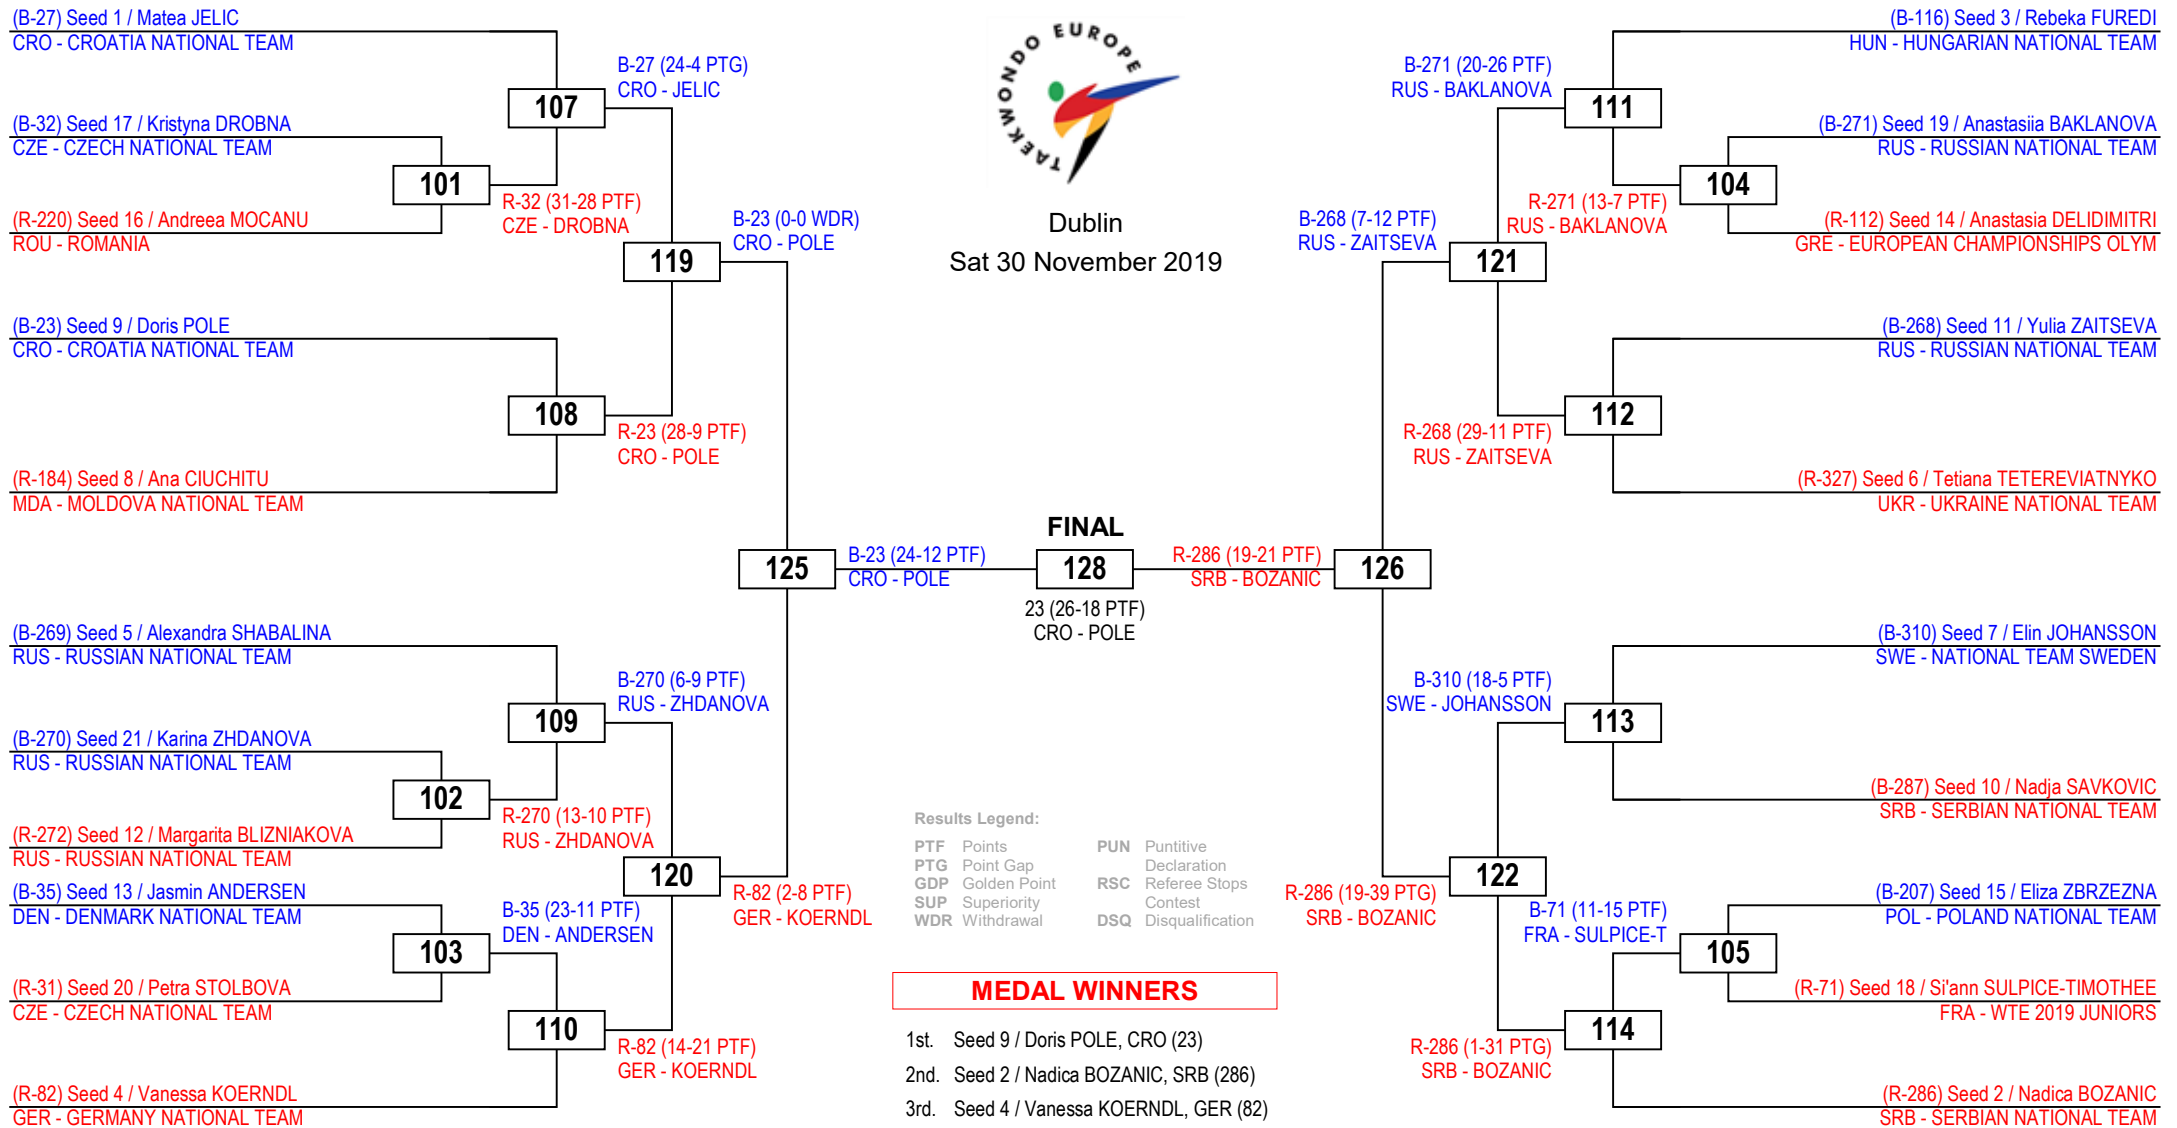 (B-27) Seed 1 / Matea JELIC
CRO - CROATIA NATIONAL TEAM
(B-32) Seed 17 / Kristyna DROBNA
CZE - CZECH NATIONAL TEAM
(R-220) Seed 16 / Andreea MOCANU
ROU - ROMANIA
(B-23) Seed 9 / Doris POLE
CRO - CROATIA NATIONAL TEAM
(R-184) Seed 8 / Ana CIUCHITU
MDA - MOLDOVA NATIONAL TEAM
(B-269) Seed 5 / Alexandra SHABALINA
RUS - RUSSIAN NATIONAL TEAM
(B-270) Seed 21 / Karina ZHDANOVA
RUS - RUSSIAN NATIONAL TEAM
(R-272) Seed 12 / Margarita BLIZNIAKOVA
RUS - RUSSIAN NATIONAL TEAM
(B-35) Seed 13 / Jasmin ANDERSEN
DEN - DENMARK NATIONAL TEAM
(R-31) Seed 20 / Petra STOLBOVA
CZE - CZECH NATIONAL TEAM
(R-82) Seed 4 / Vanessa KOERNDL
GER - GERMANY NATIONAL TEAM
101
R-32 (31-28 PTF)
CZE - DROBNA
102
R-270 (13-10 PTF)
RUS - ZHDANOVA
103
B-35 (23-11 PTF)
DEN - ANDERSEN
107
B-27 (24-4 PTG)
CRO - JELIC
108
R-23 (28-9 PTF)
CRO - POLE
109
B-270 (6-9 PTF)
RUS - ZHDANOVA
110
R-82 (14-21 PTF)
GER - KOERNDL
119
B-23 (0-0 WDR)
CRO - POLE
120
R-82 (2-8 PTF)
GER - KOERNDL
125
B-23 (24-12 PTF)
CRO - POLE
TAEKWONDO EUROPE
Dublin
Sat 30 November 2019
FINAL
128
23 (26-18 PTF)
CRO - POLE
R-286 (19-21 PTF)
SRB - BOZANIC
126
B-268 (7-12 PTF)
RUS - ZAITSEVA
121
R-286 (19-39 PTG)
SRB - BOZANIC
122
B-271 (20-26 PTF)
RUS - BAKLANOVA
111
R-268 (29-11 PTF)
RUS - ZAITSEVA
112
B-310 (18-5 PTF)
SWE - JOHANSSON
113
R-286 (1-31 PTG)
SRB - BOZANIC
114
R-271 (13-7 PTF)
RUS - BAKLANOVA
104
B-71 (11-15 PTF)
FRA - SULPICE-T
105
(B-116) Seed 3 / Rebeka FUREDI
HUN - HUNGARIAN NATIONAL TEAM
(B-271) Seed 19 / Anastasiia BAKLANOVA
RUS - RUSSIAN NATIONAL TEAM
(R-112) Seed 14 / Anastasia DELIDIMITRI
GRE - EUROPEAN CHAMPIONSHIPS OLYM
(B-268) Seed 11 / Yulia ZAITSEVA
RUS - RUSSIAN NATIONAL TEAM
(R-327) Seed 6 / Tetiana TETEREVIATNYKO
UKR - UKRAINE NATIONAL TEAM
(B-310) Seed 7 / Elin JOHANSSON
SWE - NATIONAL TEAM SWEDEN
(B-287) Seed 10 / Nadja SAVKOVIC
SRB - SERBIAN NATIONAL TEAM
(B-207) Seed 15 / Eliza ZBRZEZNA
POL - POLAND NATIONAL TEAM
(R-71) Seed 18 / Si'ann SULPICE-TIMOTHEE
FRA - WTE 2019 JUNIORS
(R-286) Seed 2 / Nadica BOZANIC
SRB - SERBIAN NATIONAL TEAM
Results Legend:
PTF Points
PTG Point Gap
GDP Golden Point
SUP Superiority
WDR Withdrawal
PUN Puntitive
Declaration
RSC Referee Stops
Contest
DSQ Disqualification
MEDAL WINNERS
1st. Seed 9 / Doris POLE, CRO (23)
2nd. Seed 2 / Nadica BOZANIC, SRB (286)
3rd. Seed 4 / Vanessa KOERNDL, GER (82)